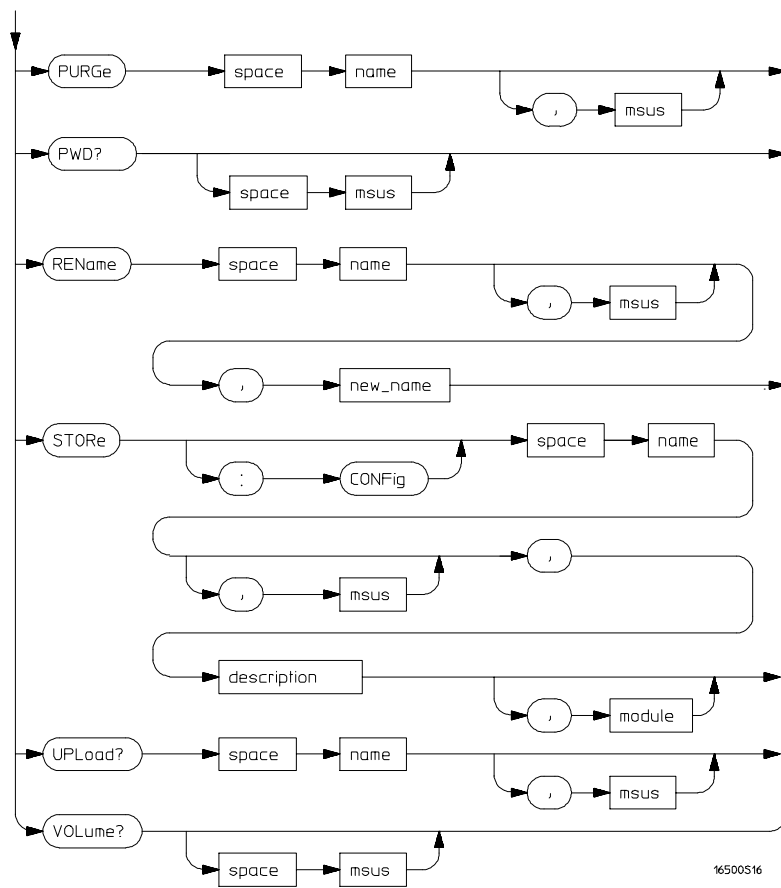 PURGe space name , msus
PWD? space msus
REName space name , msus
, new_name
STORe : CONFig space name
, msus ,
description , module
UPLoad? space name , msus
VOLume? space msus
16500S16